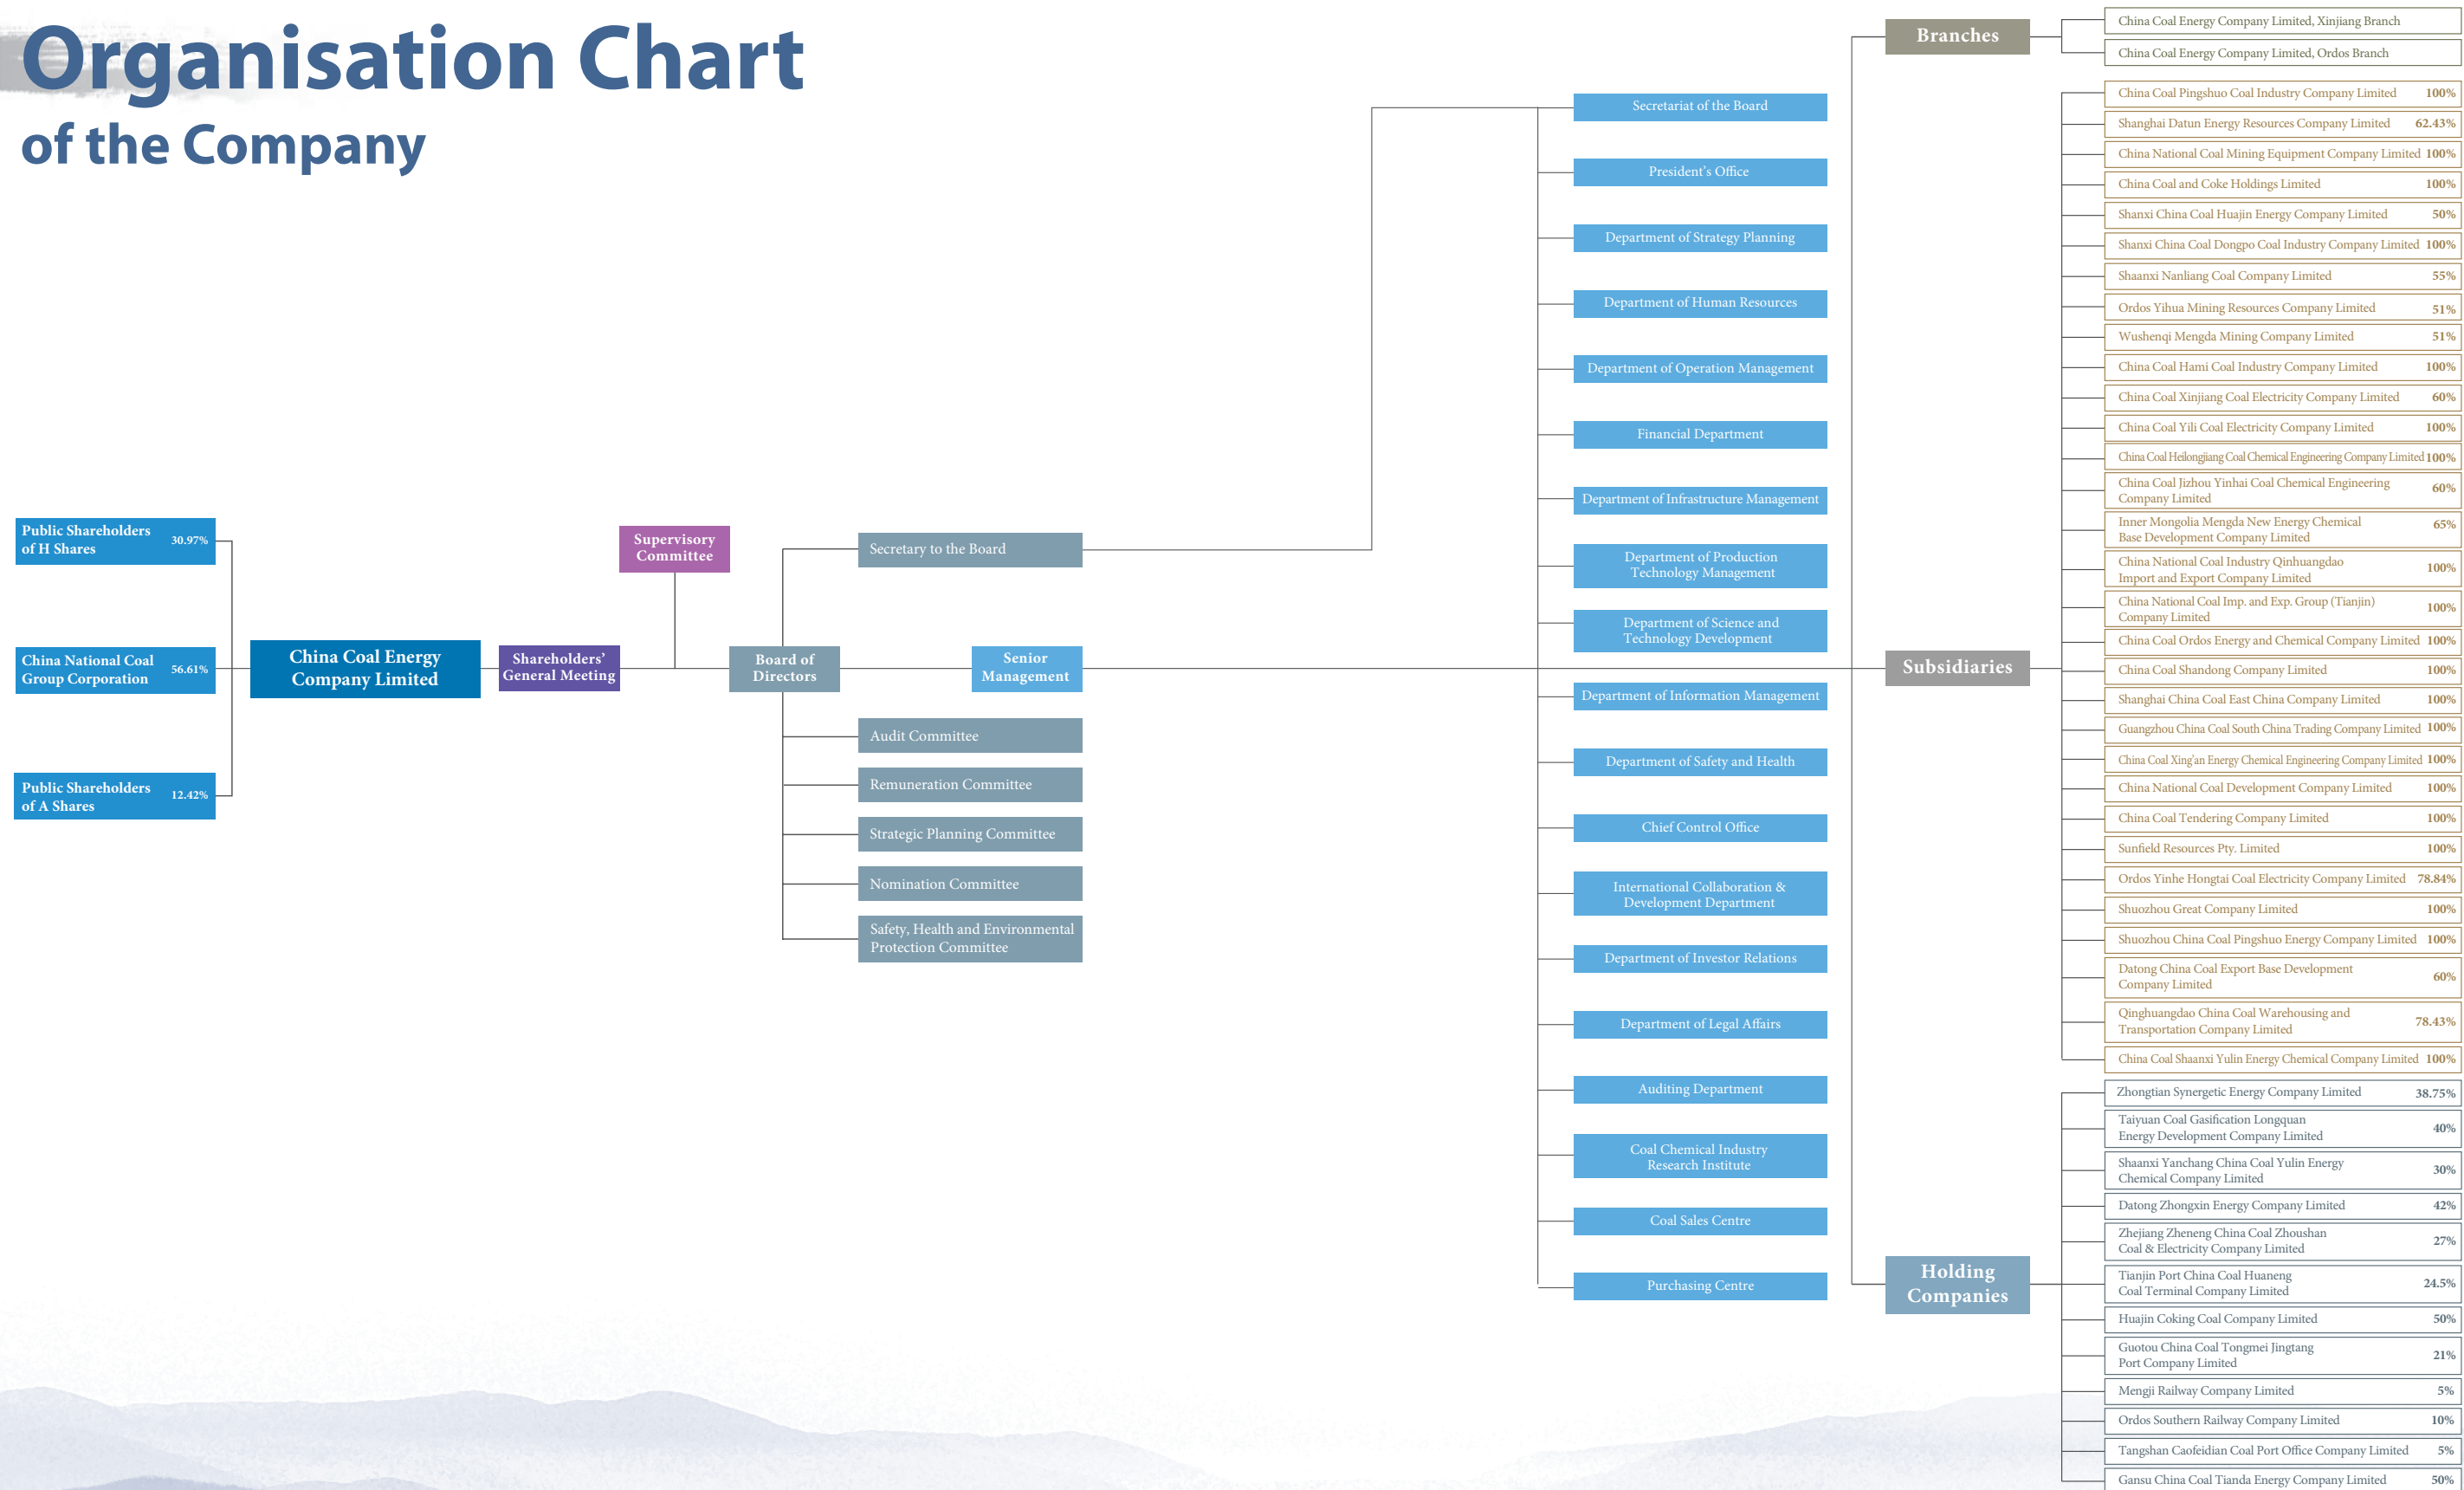 Organisation Chart
of the Company
Public Shareholders
of H Shares
30.97%
China National Coal
Group Corporation
56.61%
Public Shareholders
of A Shares
12.42%
China Coal Energy
Company Limited
Shareholders’
General Meeting
Supervisory
Committee
Board of
Directors
Secretary to the Board
Senior
Management
Audit Committee
Remuneration Committee
Strategic Planning Committee
Nomination Committee
Safety, Health and Environmental
Protection Committee
Secretariat of the Board
President’s Office
Department of Strategy Planning
Department of Human Resources
Department of Operation Management
Financial Department
Department of Infrastructure Management
Department of Production
Technology Management
Department of Science and
Technology Development
Department of Information Management
Department of Safety and Health
Chief Control Office
International Collaboration &
Development Department
Department of Investor Relations
Department of Legal Affairs
Auditing Department
Coal Chemical Industry
Research Institute
Coal Sales Centre
Purchasing Centre
Branches
China Coal Energy Company Limited, Xinjiang Branch
China Coal Energy Company Limited, Ordos Branch
Subsidiaries
China Coal Pingshuo Coal Industry Company Limited 100%
Shanghai Datun Energy Resources Company Limited 62.43%
China National Coal Mining Equipment Company Limited 100%
China Coal and Coke Holdings Limited 100%
Shanxi China Coal Huajin Energy Company Limited 50%
Shanxi China Coal Dongpo Coal Industry Company Limited 100%
Shaanxi Nanliang Coal Company Limited 55%
Ordos Yihua Mining Resources Company Limited 51%
Wushenqi Mengda Mining Company Limited 51%
China Coal Hami Coal Industry Company Limited 100%
China Coal Xinjiang Coal Electricity Company Limited 60%
China Coal Yili Coal Electricity Company Limited 100%
China Coal Heilongjiang Coal Chemical Engineering Company Limited 100%
China Coal Jizhou Yinhai Coal Chemical Engineering
Company Limited
60%
Inner Mongolia Mengda New Energy Chemical
Base Development Company Limited
65%
China National Coal Industry Qinhuangdao
Import and Export Company Limited
100%
China National Coal Imp. and Exp. Group (Tianjin)
Company Limited
100%
China Coal Ordos Energy and Chemical Company Limited 100%
China Coal Shandong Company Limited 100%
Shanghai China Coal East China Company Limited 100%
Guangzhou China Coal South China Trading Company Limited 100%
China Coal Xing’an Energy Chemical Engineering Company Limited 100%
China National Coal Development Company Limited 100%
China Coal Tendering Company Limited 100%
Sunfield Resources Pty. Limited 100%
Ordos Yinhe Hongtai Coal Electricity Company Limited 78.84%
Shuozhou Great Company Limited 100%
Shuozhou China Coal Pingshuo Energy Company Limited 100%
Datong China Coal Export Base Development
Company Limited
60%
Qinghuangdao China Coal Warehousing and
Transportation Company Limited
78.43%
China Coal Shaanxi Yulin Energy Chemical Company Limited 100%
Holding
Companies
Zhongtian Synergetic Energy Company Limited 38.75%
Taiyuan Coal Gasification Longquan
Energy Development Company Limited
40%
Shaanxi Yanchang China Coal Yulin Energy
Chemical Company Limited
30%
Datong Zhongxin Energy Company Limited 42%
Zhejiang Zheneng China Coal Zhoushan
Coal & Electricity Company Limited
27%
Tianjin Port China Coal Huaneng
Coal Terminal Company Limited
24.5%
Huajin Coking Coal Company Limited 50%
Guotou China Coal Tongmei Jingtang
Port Company Limited
21%
Mengji Railway Company Limited 5%
Ordos Southern Railway Company Limited 10%
Tangshan Caofeidian Coal Port Office Company Limited 5%
Gansu China Coal Tianda Energy Company Limited 50%